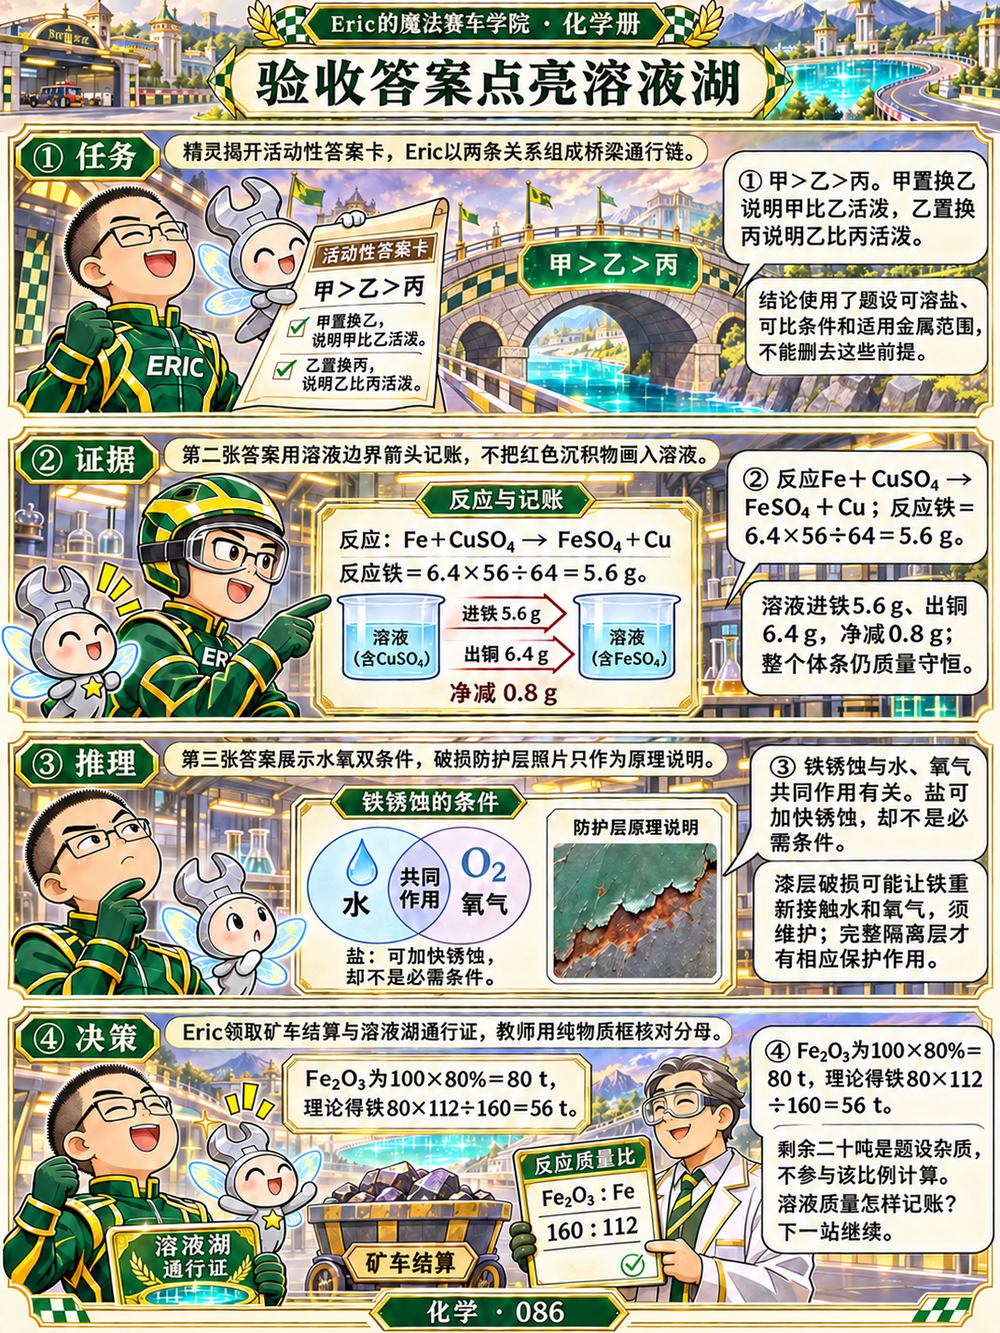 Eric的魔法赛车学院 · 化学册
验收答案点亮溶液湖
① 任务
精灵揭开活动性答案卡，Eric以两条关系组成桥梁通行链。
活动性答案卡
甲＞乙＞丙
甲置换乙，
说明甲比乙活泼。
乙置换丙，
说明乙比丙活泼。
ERIC
甲＞乙＞丙
① 甲＞乙＞丙。甲置换乙
说明甲比乙活泼，乙置换
丙说明乙比丙活泼。
结论使用了题设可溶盐、
可比条件和适用金属范围，
不能删去这些前提。
② 证据
第二张答案用溶液边界箭头记账，不把红色沉积物画入溶液。
反应与记账
反应：Fe＋CuSO₄ → FeSO₄＋Cu
反应铁＝6.4×56÷64＝5.6 g。
溶液
(含CuSO₄)
进铁 5.6 g
出铜 6.4 g
溶液
(含FeSO₄)
净减 0.8 g
② 反应Fe＋CuSO₄ →
FeSO₄＋Cu；反应铁＝
6.4×56÷64＝5.6 g。
溶液进铁5.6 g、出铜
6.4 g，净减0.8 g；
整个体条仍质量守恒。
③ 推理
第三张答案展示水氧双条件，破损防护层照片只作为原理说明。
铁锈蚀的条件
水
共同
作用
O₂
氧气
盐：可加快锈蚀，
却不是必需条件。
防护层原理说明
③ 铁锈蚀与水、氧气
共同作用有关。盐可
加快锈蚀，却不是必
需条件。
漆层破损可能让铁重
新接触水和氧气，须
维护；完整隔离层才
有相应保护作用。
④ 决策
Eric领取矿车结算与溶液湖通行证，教师用纯物质框核对分母。
Fe₂O₃为100×80%＝80 t，
理论得铁80×112÷160＝56 t。
溶液湖
通行证
矿车结算
反应质量比
Fe₂O₃：Fe
160：112
④ Fe₂O₃为100×80%＝
80 t，理论得铁80×112
÷160＝56 t。
剩余二十吨是题设杂质，
不参与该比例计算。
溶液质量怎样记账？
下一站继续。
化学 · 086